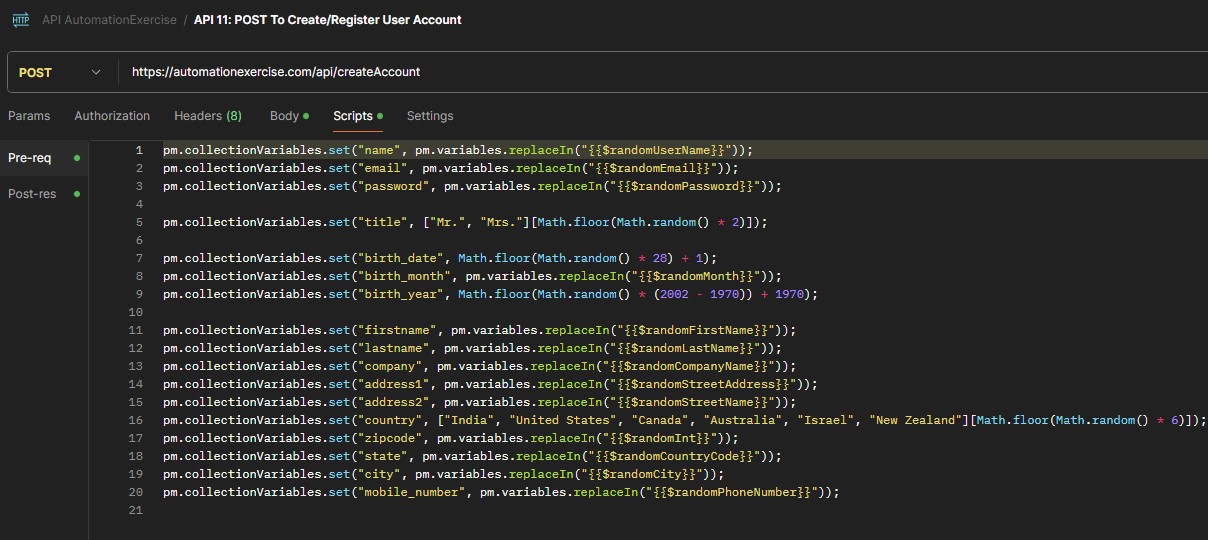 HTTP API AutomationExercise / API 11: POST To Create/Register User Account
POST https://automationexercise.com/api/createAccount
Params Authorization Headers (8) Body Scripts Settings
Pre-req
Post-res
1 pm.collectionVariables.set("name", pm.variables.replaceIn("{{$randomUserName}}"));
2 pm.collectionVariables.set("email", pm.variables.replaceIn("{{$randomEmail}}"));
3 pm.collectionVariables.set("password", pm.variables.replaceIn("{{$randomPassword}}"));
4
5 pm.collectionVariables.set("title", ["Mr.", "Mrs."][Math.floor(Math.random() * 2)]);
6
7 pm.collectionVariables.set("birth_date", Math.floor(Math.random() * 28) + 1);
8 pm.collectionVariables.set("birth_month", pm.variables.replaceIn("{{$randomMonth}}"));
9 pm.collectionVariables.set("birth_year", Math.floor(Math.random() * (2002 - 1970)) + 1970);
10
11 pm.collectionVariables.set("firstname", pm.variables.replaceIn("{{$randomFirstName}}"));
12 pm.collectionVariables.set("lastname", pm.variables.replaceIn("{{$randomLastName}}"));
13 pm.collectionVariables.set("company", pm.variables.replaceIn("{{$randomCompanyName}}"));
14 pm.collectionVariables.set("address1", pm.variables.replaceIn("{{$randomStreetAddress}}"));
15 pm.collectionVariables.set("address2", pm.variables.replaceIn("{{$randomStreetName}}"));
16 pm.collectionVariables.set("country", ["India", "United States", "Canada", "Australia", "Israel", "New Zealand"][Math.floor(Math.random() * 6)]);
17 pm.collectionVariables.set("zipcode", pm.variables.replaceIn("{{$randomInt}}"));
18 pm.collectionVariables.set("state", pm.variables.replaceIn("{{$randomCountryCode}}"));
19 pm.collectionVariables.set("city", pm.variables.replaceIn("{{$randomCity}}"));
20 pm.collectionVariables.set("mobile_number", pm.variables.replaceIn("{{$randomPhoneNumber}}"));
21